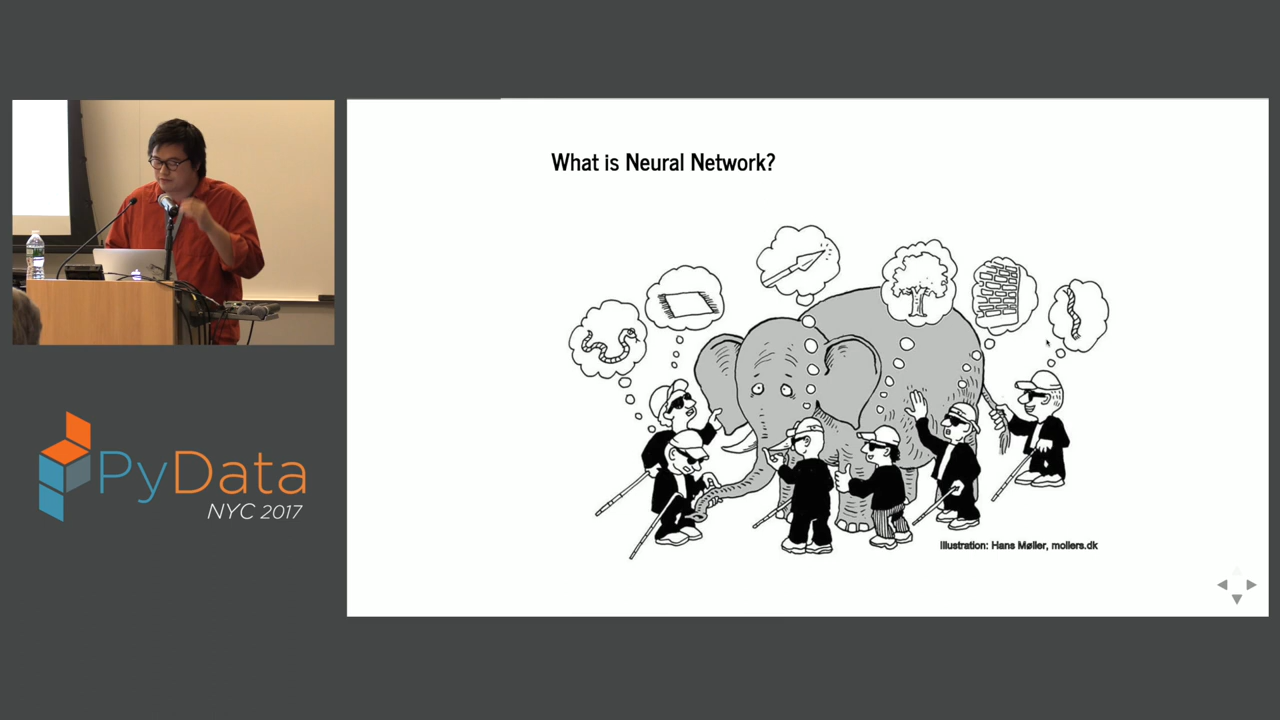 What is Neural Network?
Illustration: Hans Møller, mollers.dk
PyData
NYC 2017